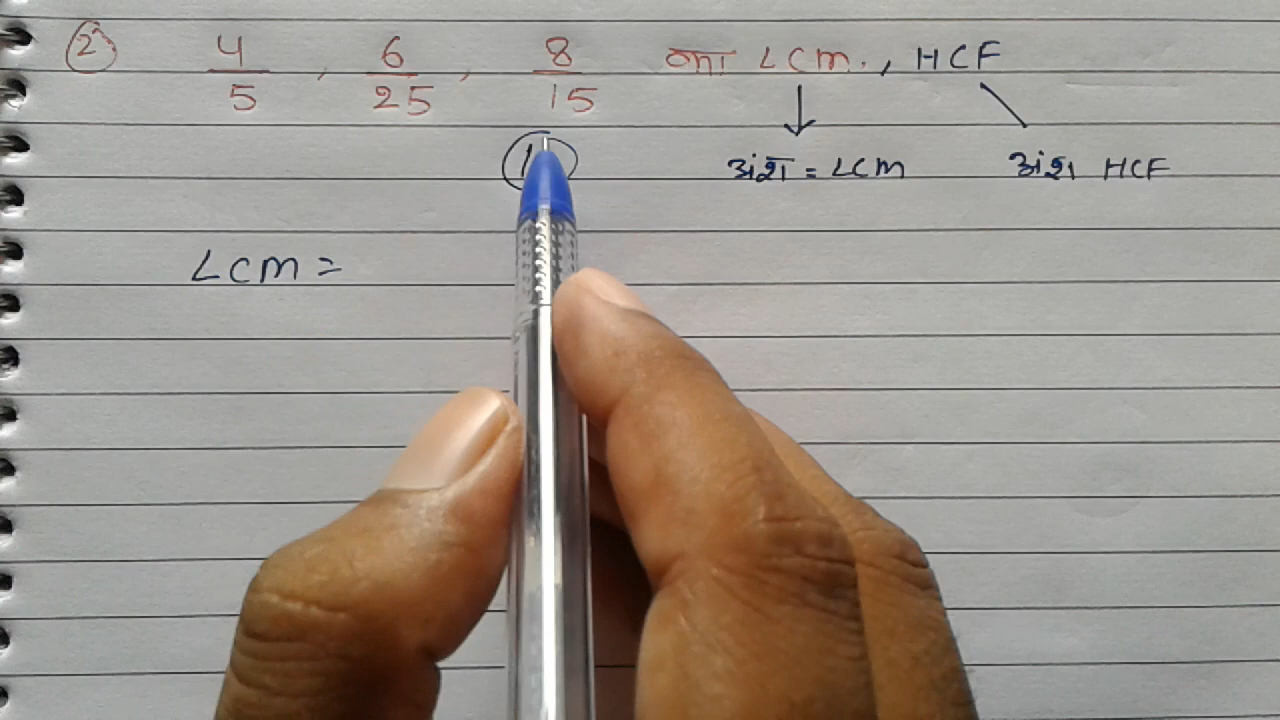 ② 4/5 , 6/25 , 8/15 का LCM. , HCF
अंश = LCM अंश HCF
LCM =